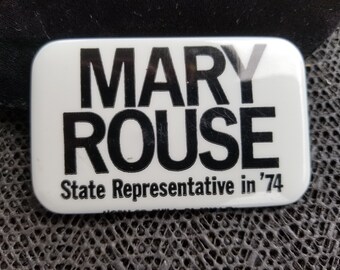 MARY
ROUSE
State Representative in '74